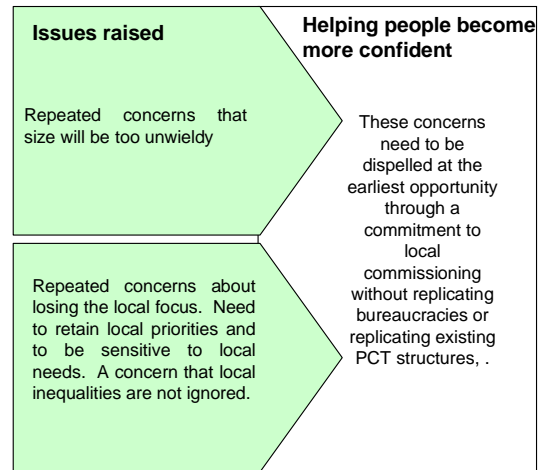 Issues raised
Repeated concerns that
size will be too unwieldy
Repeated concerns about
losing the local focus. Need
to retain local priorities and
to be sensitive to local
needs. A concern that local
inequalities are not ignored.
Helping people become
more confident
These concerns
need to be
dispelled at the
earliest opportunity
through a
commitment to
local
commissioning
without replicating
bureaucracies or
replicating existing
PCT structures, .